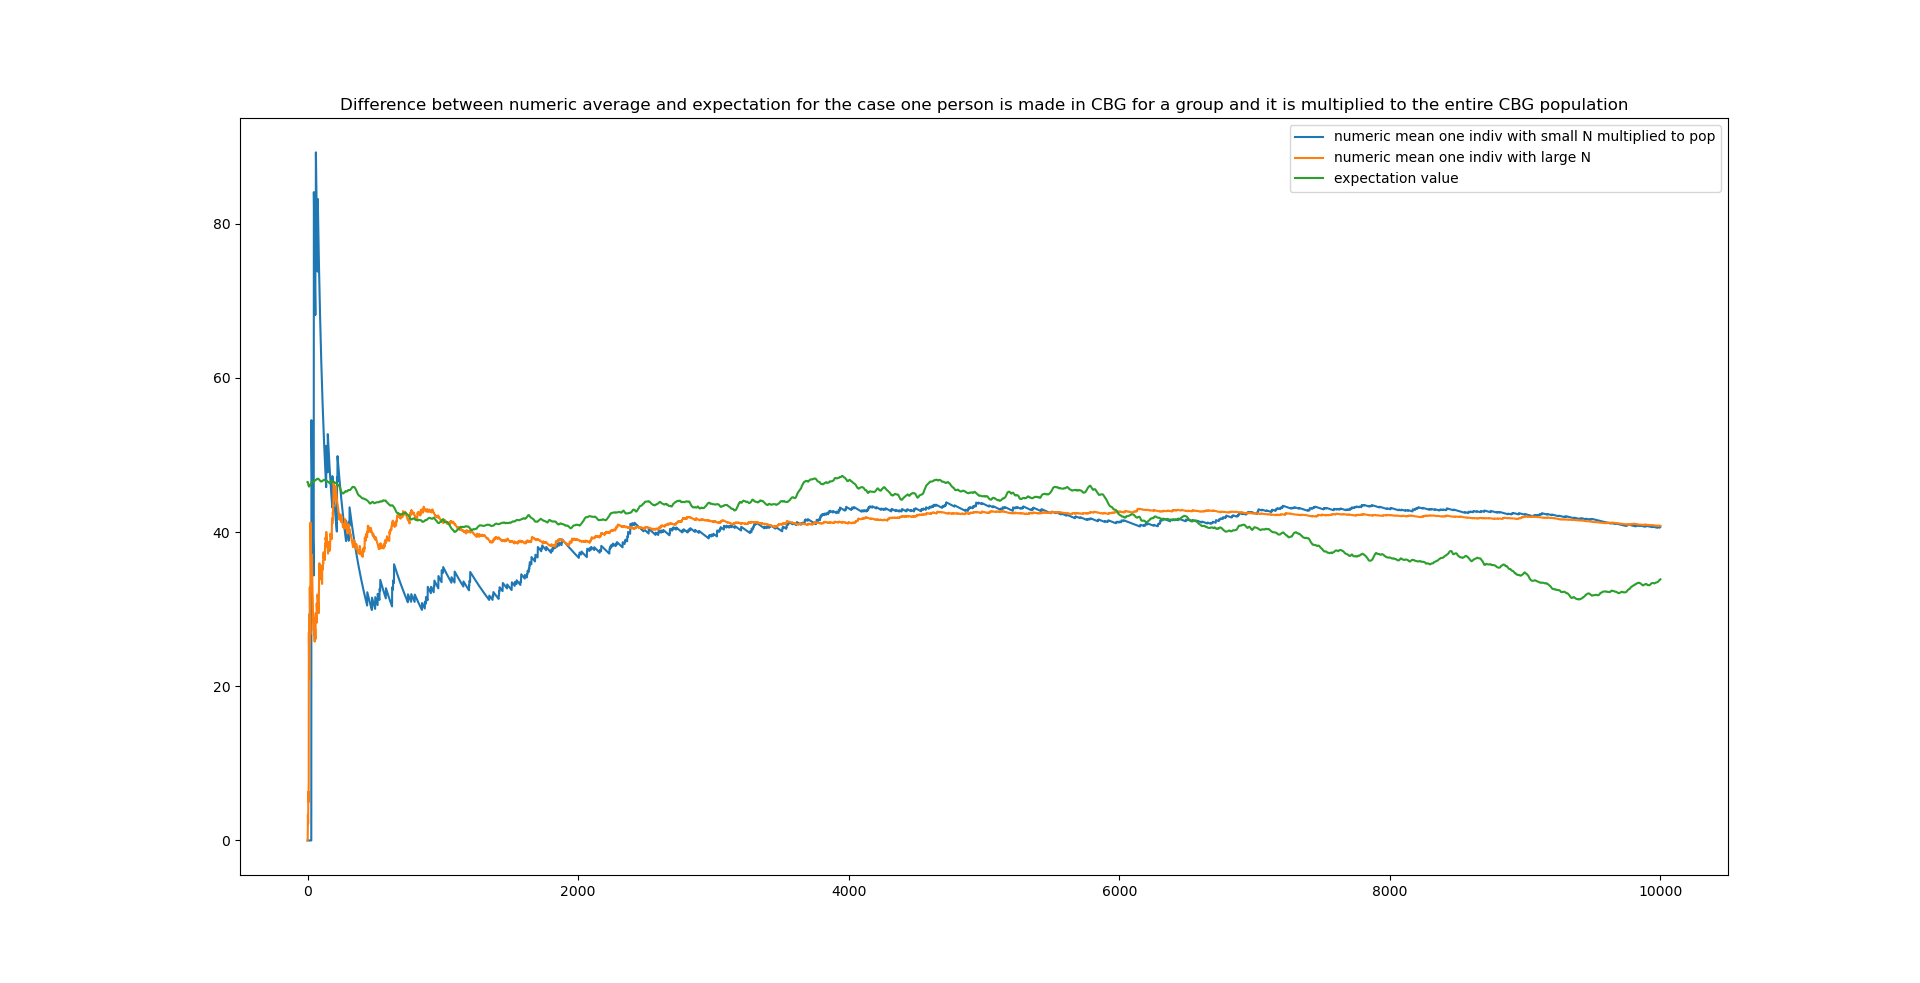 Difference between numeric average and expectation for the case one person is made in CBG for a group and it is multiplied to the entire CBG population
numeric mean one indiv with small N multiplied to pop
numeric mean one indiv with large N
expectation value
80
60
40
20
0
0 2000 4000 6000 8000 10000